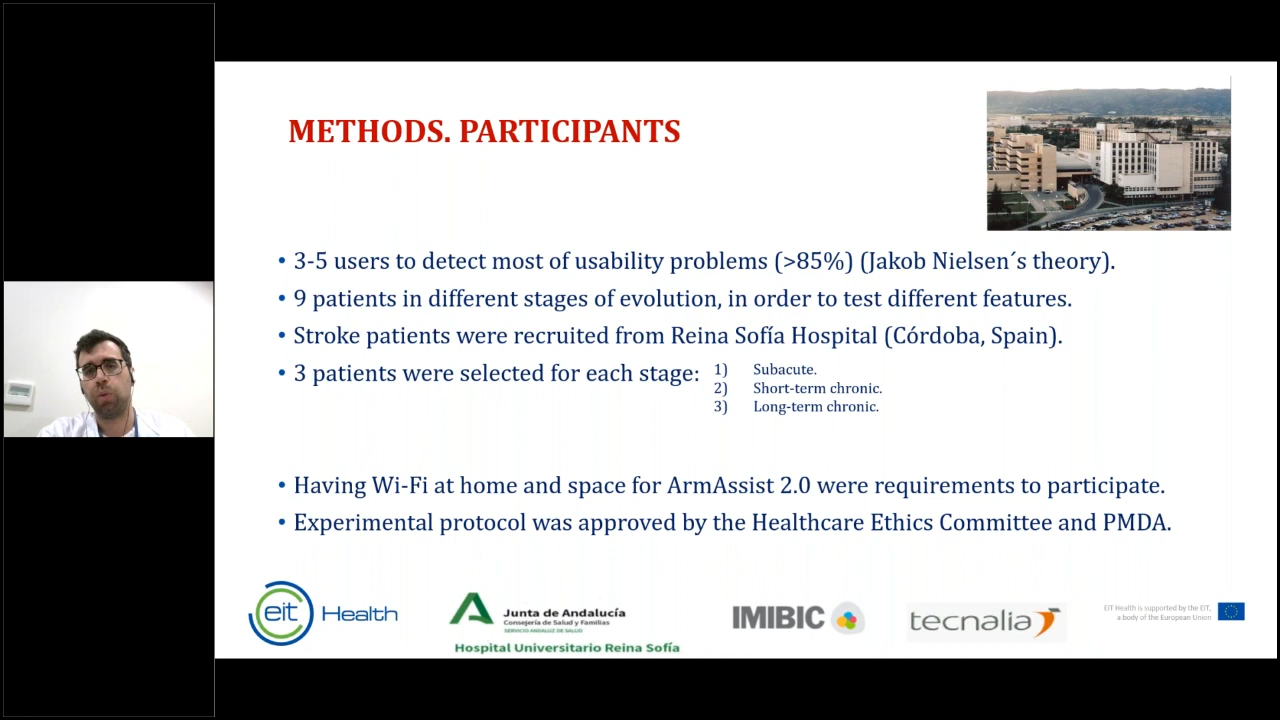 METHODS. PARTICIPANTS
• 3-5 users to detect most of usability problems (>85%) (Jakob Nielsen´s theory).
• 9 patients in different stages of evolution, in order to test different features.
• Stroke patients were recruited from Reina Sofía Hospital (Córdoba, Spain).
• 3 patients were selected for each stage:
1) Subacute.
2) Short-term chronic.
3) Long-term chronic.
• Having Wi-Fi at home and space for ArmAssist 2.0 were requirements to participate.
• Experimental protocol was approved by the Healthcare Ethics Committee and PMDA.
eit Health
Junta de Andalucía
Consejería de Salud y Familias
SERVICIO ANDALUZ DE SALUD
Hospital Universitario Reina Sofía
IMIBIC
tecnalia
EIT Health is supported by the EIT,
a body of the European Union